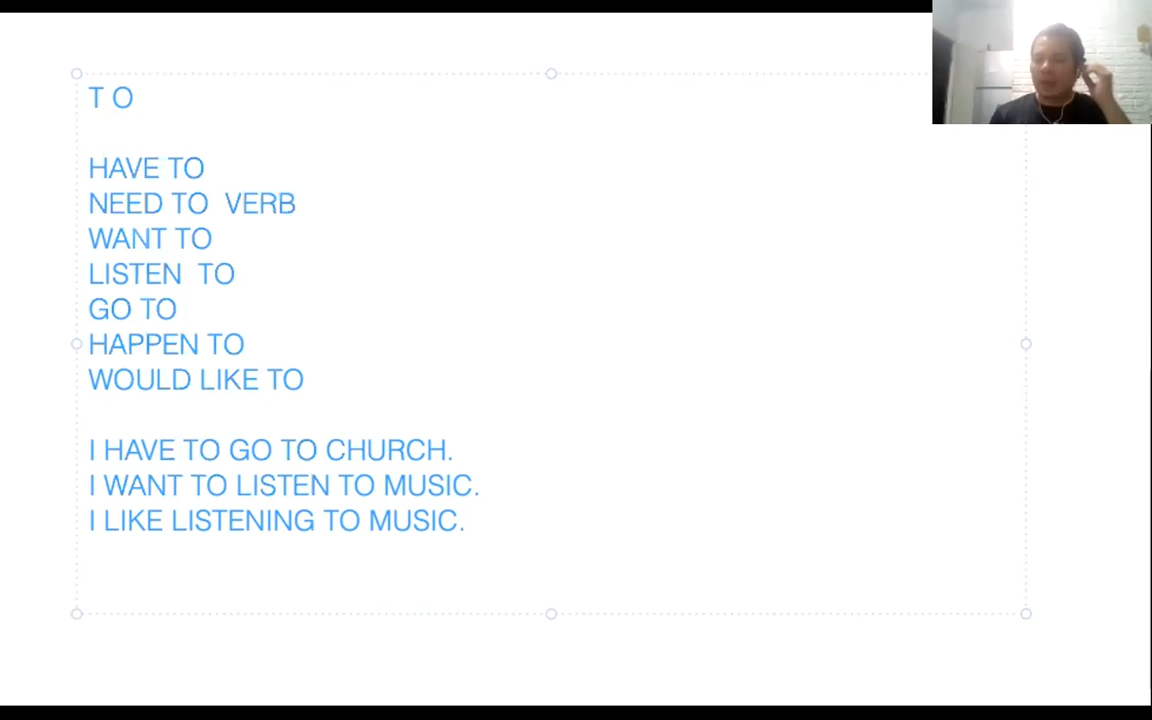 T O
HAVE TO
NEED TO  VERB
WANT TO
LISTEN  TO
GO TO
HAPPEN TO
WOULD LIKE TO
I HAVE TO GO TO CHURCH.
I WANT TO LISTEN TO MUSIC.
I LIKE LISTENING TO MUSIC.